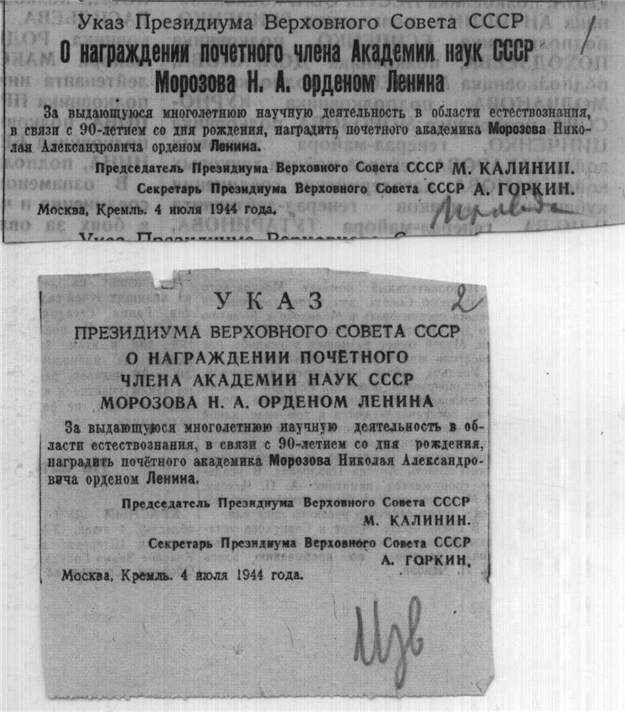 Указ Президиума Верховного Совета СССР
О награждении почетного члена Академии наук СССР
Морозова Н. А. орденом Ленина
За выдающуюся многолетнюю научную деятельность в области естествознания,
в связи с 90-летием со дня рождения, наградить почетного академика Морозова Нико-
лая Александровича орденом Ленина.
Председатель Президиума Верховного Совета СССР М. КАЛИНИН.
Секретарь Президиума Верховного Совета СССР А. ГОРКИН.
Москва, Кремль. 4 июля 1944 года.
Правда
1
2
УКАЗ
ПРЕЗИДИУМА ВЕРХОВНОГО СОВЕТА СССР
О НАГРАЖДЕНИИ ПОЧЁТНОГО
ЧЛЕНА АКАДЕМИИ НАУК СССР
МОРОЗОВА Н. А. ОРДЕНОМ ЛЕНИНА
За выдающуюся многолетнюю научную деятельность в об-
ласти естествознания, в связи с 90-летием со дня рождения,
наградить почётного академика Морозова Николая Александро-
вича орденом Ленина.
Председатель Президиума Верховного Совета СССР
М. КАЛИНИН.
Секретарь Президиума Верховного Совета СССР
А. ГОРКИН.
Москва, Кремль. 4 июля 1944 года.
Изв